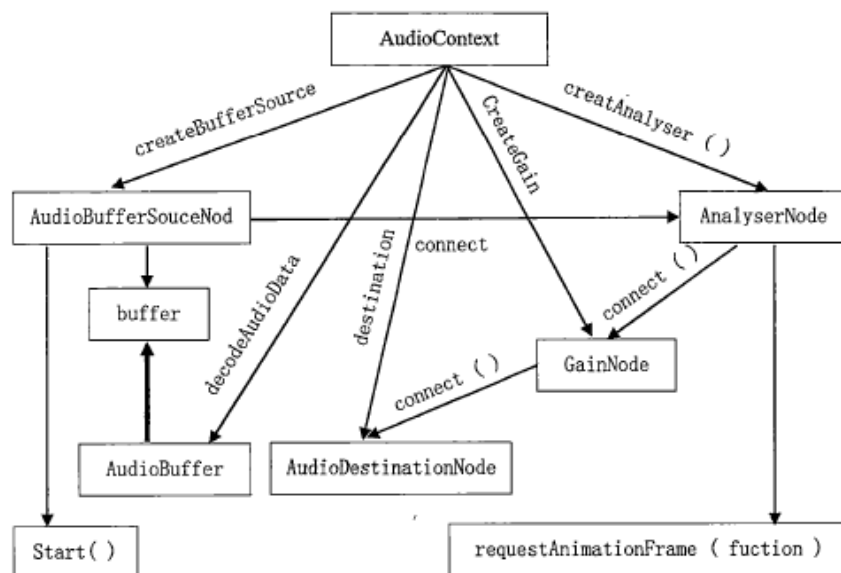 AudioContext
createBufferSource
CreateGain
creatAnalyser ( )
AudioBufferSouceNod
AnalyserNode
connect
destination
decodeAudioData
connect ( )
buffer
GainNode
connect ( )
AudioBuffer
AudioDestinationNode
Start( )
requestAnimationFrame ( fuction )